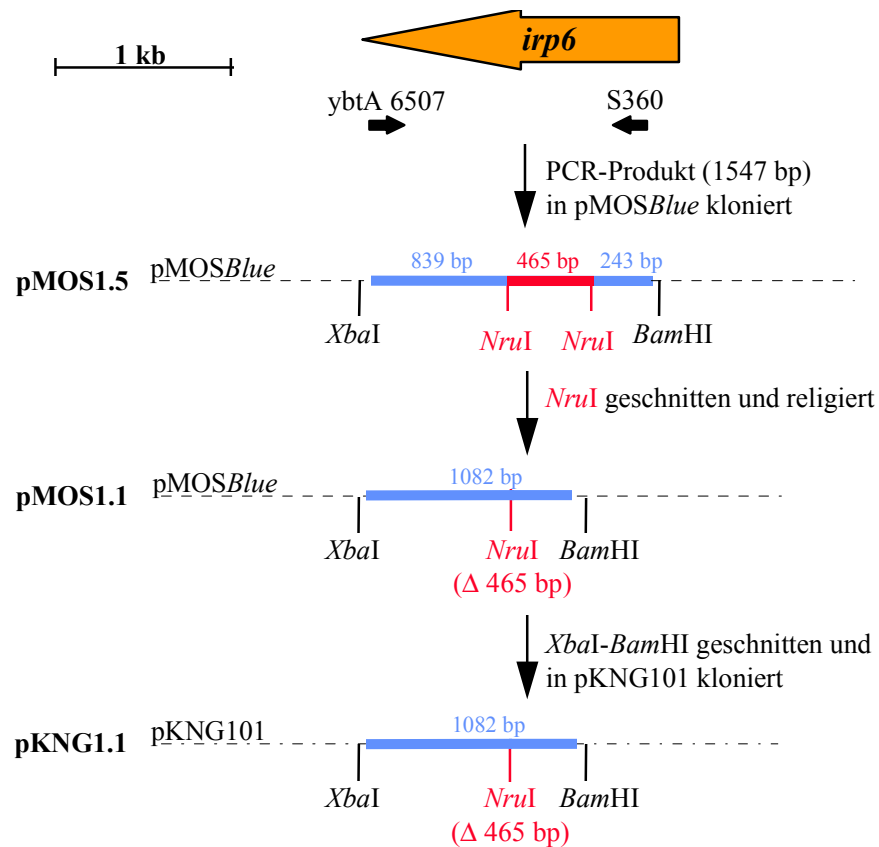 irp6
1 kb
ybtA 6507
S360
PCR-Produkt (1547 bp)
in pMOSBlue kloniert
pMOS1.5
pMOSBlue
839 bp
465 bp
243 bp
XbaI
NruI
NruI
BamHI
NruI geschnitten und religiert
pMOS1.1
pMOSBlue
1082 bp
XbaI
NruI
BamHI
(Δ 465 bp)
XbaI-BamHI geschnitten und
in pKNG101 kloniert
pKNG1.1
pKNG101
1082 bp
XbaI
NruI
BamHI
(Δ 465 bp)